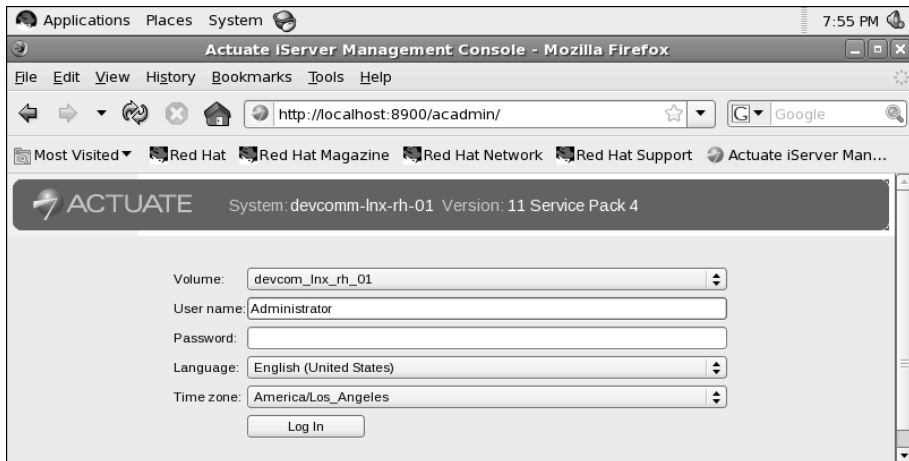 Applications Places System 7:55 PM
Actuate iServer Management Console - Mozilla Firefox
File Edit View History Bookmarks Tools Help
http://localhost:8900/acadmin/ G Google
Most Visited Red Hat Red Hat Magazine Red Hat Network Red Hat Support Actuate iServer Man...
ACTUATE System: devcomm-lnx-rh-01 Version: 11 Service Pack 4
Volume: devcom_lnx_rh_01
User name: Administrator
Password:
Language: English (United States)
Time zone: America/Los_Angeles
Log In